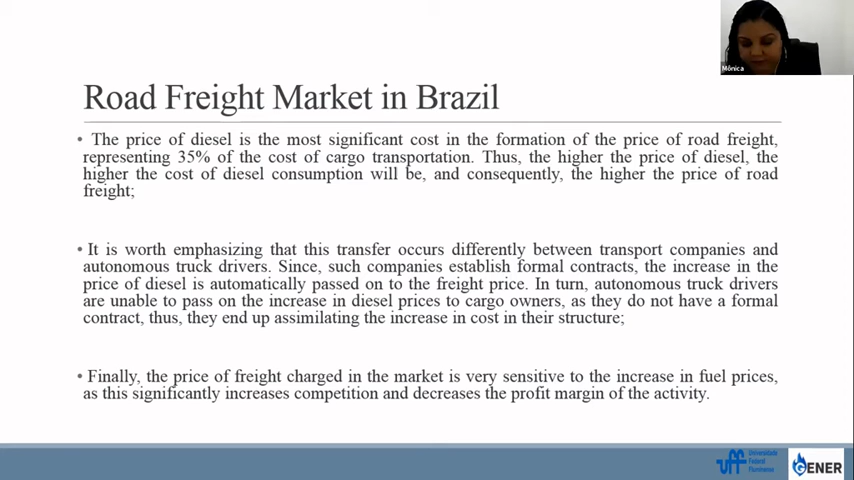 Mônica
Road Freight Market in Brazil
• The price of diesel is the most significant cost in the formation of the price of road freight,
representing 35% of the cost of cargo transportation. Thus, the higher the price of diesel, the
higher the cost of diesel consumption will be, and consequently, the higher the price of road
freight;
• It is worth emphasizing that this transfer occurs differently between transport companies and
autonomous truck drivers. Since, such companies establish formal contracts, the increase in the
price of diesel is automatically passed on to the freight price. In turn, autonomous truck drivers
are unable to pass on the increase in diesel prices to cargo owners, as they do not have a formal
contract, thus, they end up assimilating the increase in cost in their structure;
• Finally, the price of freight charged in the market is very sensitive to the increase in fuel prices,
as this significantly increases competition and decreases the profit margin of the activity.
uff
Universidade
Federal
Fluminense
GENER